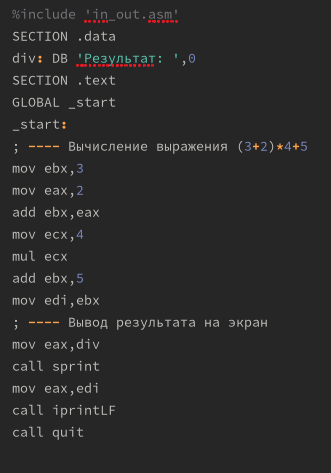 %include 'in_out.asm'
SECTION .data
div: DB 'Результат: ',0
SECTION .text
GLOBAL _start
_start:
; ---- Вычисление выражения (3+2)*4+5
mov ebx,3
mov eax,2
add ebx,eax
mov ecx,4
mul ecx
add ebx,5
mov edi,ebx
; ---- Вывод результата на экран
mov eax,div
call sprint
mov eax,edi
call iprintLF
call quit